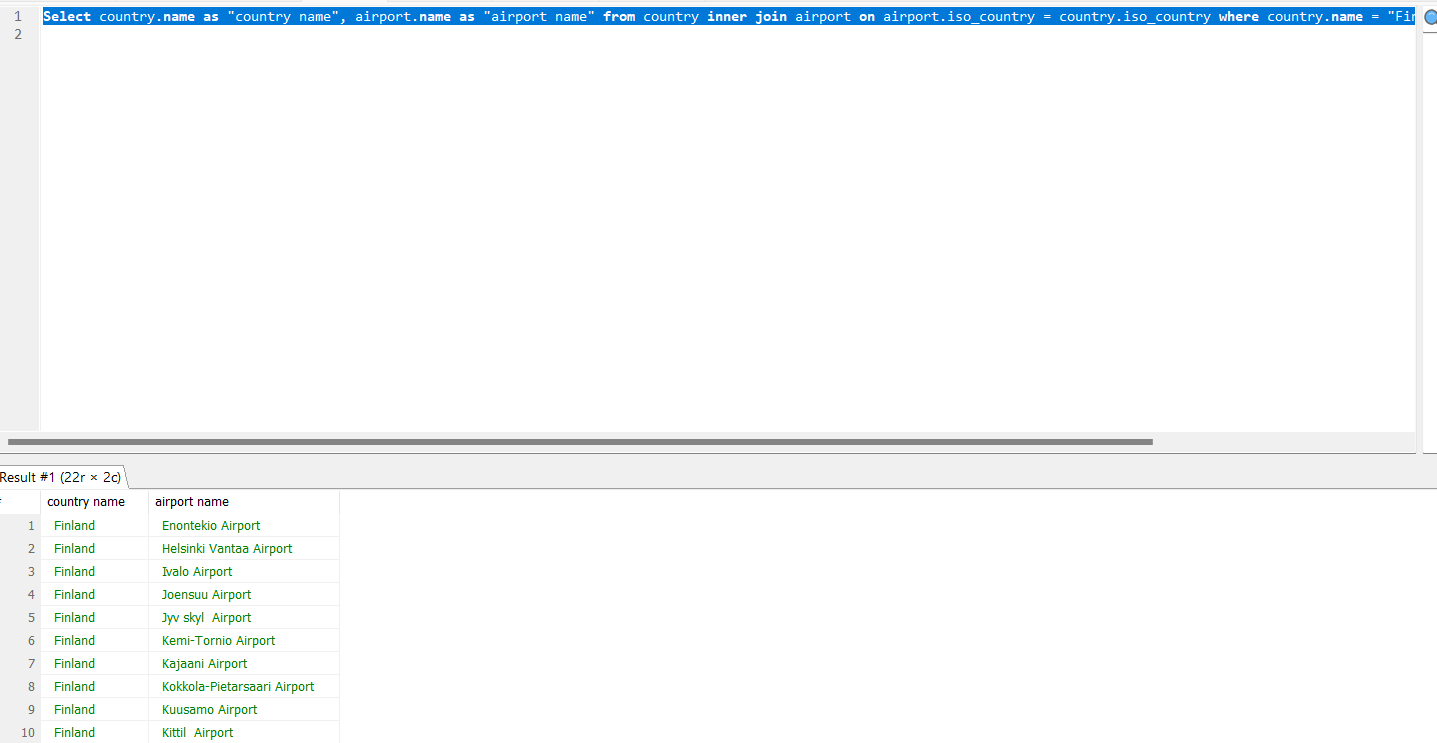 1 Select country.name as "country name", airport.name as "airport name" from country inner join airport on airport.iso_country = country.iso_country where country.name = "Fin
2
Result #1 (22r × 2c)
country name airport name
1 Finland Enontekio Airport
2 Finland Helsinki Vantaa Airport
3 Finland Ivalo Airport
4 Finland Joensuu Airport
5 Finland Jyv skyl  Airport
6 Finland Kemi-Tornio Airport
7 Finland Kajaani Airport
8 Finland Kokkola-Pietarsaari Airport
9 Finland Kuusamo Airport
10 Finland Kittil  Airport